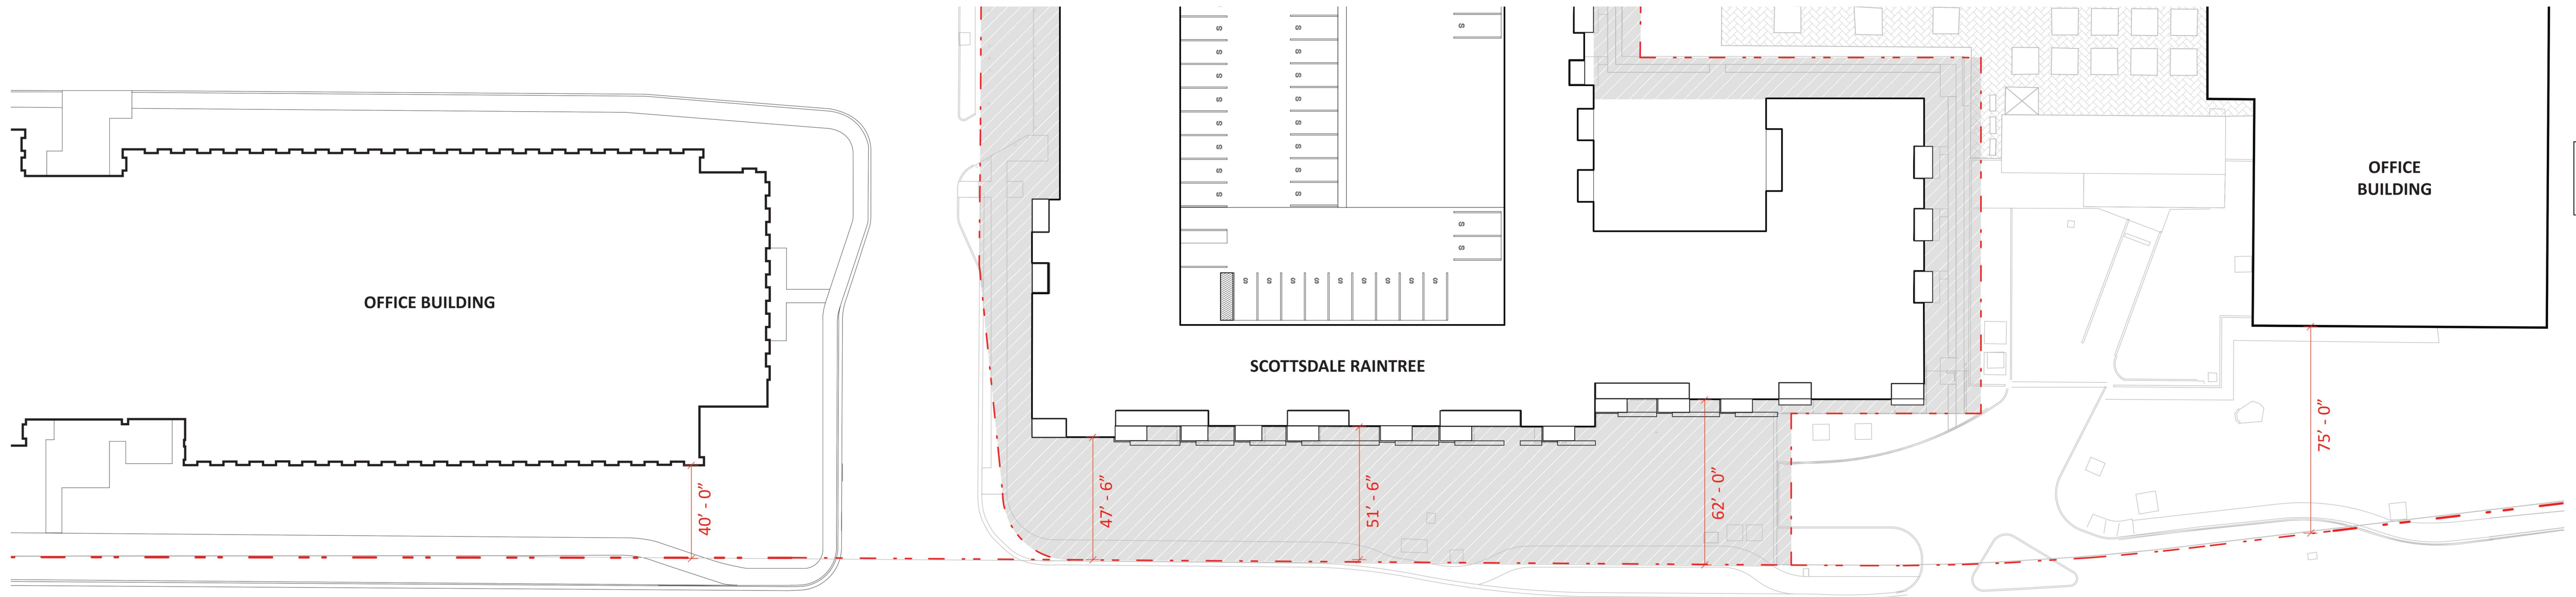 S S S
S S
S S
S S
S S
S S
S S
S S
S S
OFFICE
BUILDING
S
S
S S S S S S S S S
OFFICE BUILDING
SCOTTSDALE RAINTREE
40' - 0"
47' - 6"
51' - 6"
62' - 0"
75' - 0"